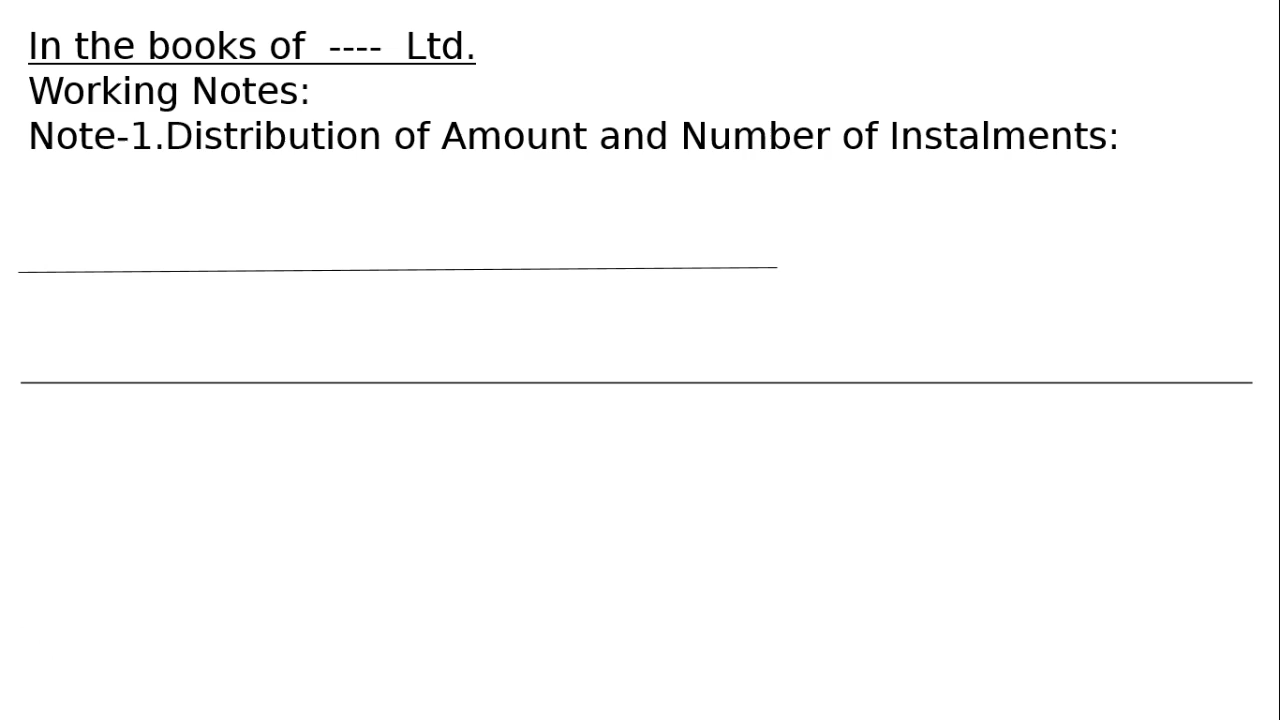 In the books of  ----  Ltd.
Working Notes:
Note-1.Distribution of Amount and Number of Instalments: